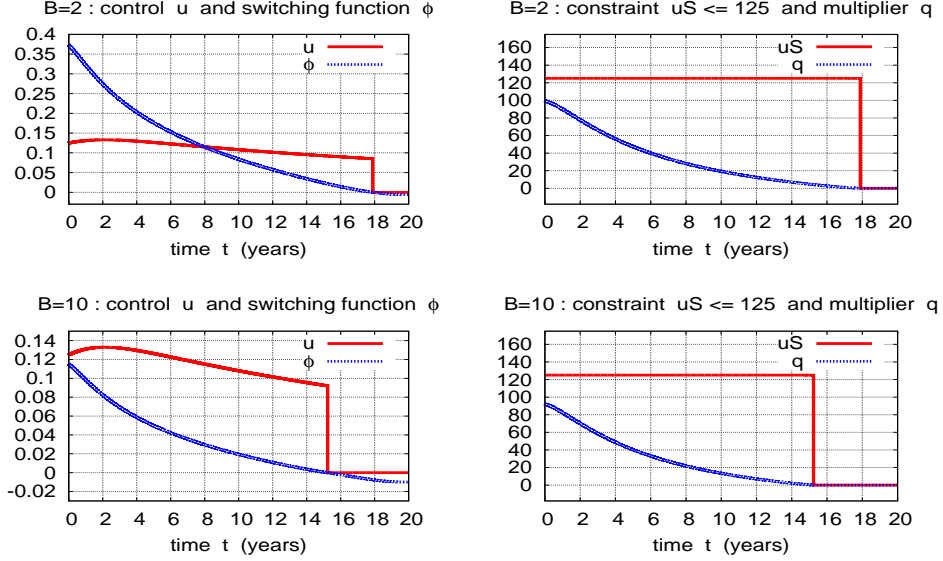 B=2 : control u and switching function ϕ
0.4
0.35
0.3
0.25
0.2
0.15
0.1
0.05
0
u
ϕ
0 2 4 6 8 10 12 14 16 18 20
time t (years)
B=2 : constraint uS <= 125 and multiplier q
160
140
120
100
80
60
40
20
0
uS
q
0 2 4 6 8 10 12 14 16 18 20
time t (years)
B=10 : control u and switching function ϕ
0.14
0.12
0.1
0.08
0.06
0.04
0.02
0
-0.02
u
ϕ
0 2 4 6 8 10 12 14 16 18 20
time t (years)
B=10 : constraint uS <= 125 and multiplier q
160
140
120
100
80
60
40
20
0
uS
q
0 2 4 6 8 10 12 14 16 18 20
time t (years)